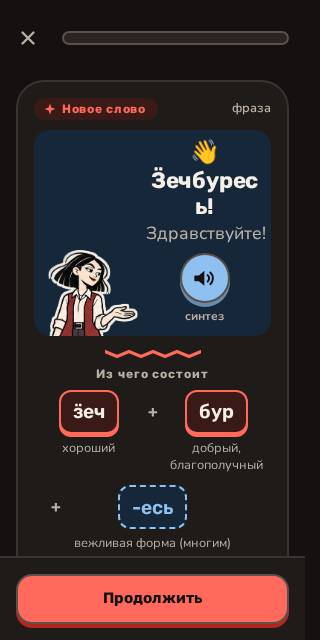 Новое слово
фраза
Ӟечбурес
ь!
Здравствуйте!
синтез
Из чего состоит
ӟеч
+
бур
хороший
добрый,
благополучный
+
-есь
вежливая форма (многим)
Продолжить